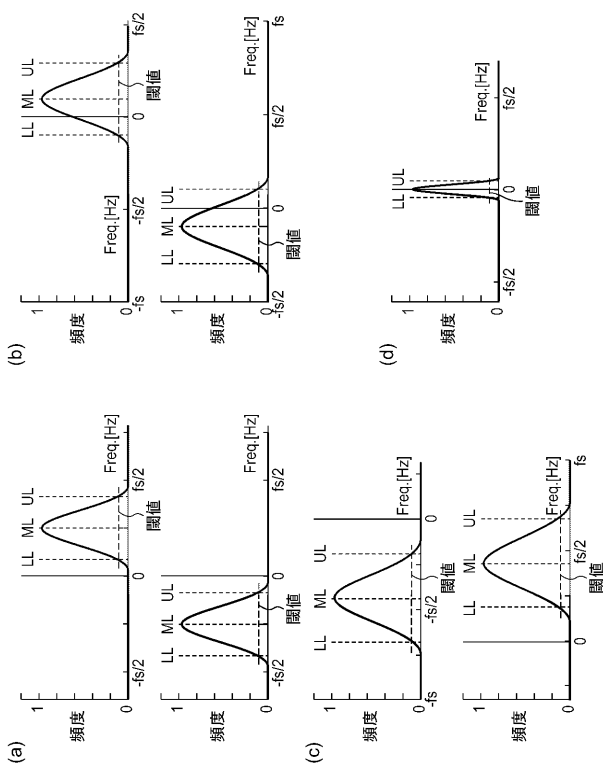 (a)
頻度
1
0
LL
ML
UL
Freq.[Hz]
閾値
-fs/2
0
fs/2
頻度
1
0
LL
ML
UL
Freq.[Hz]
閾値
-fs/2
0
fs/2
(b)
頻度
1
0
LL
ML
UL
Freq.[Hz]
閾値
-fs
-fs/2
0
fs/2
頻度
1
0
LL
ML
UL
Freq.[Hz]
閾値
-fs/2
0
fs/2
fs
(c)
頻度
1
0
LL
ML
UL
Freq.[Hz]
閾値
-fs
-fs/2
0
頻度
1
0
LL
ML
UL
Freq.[Hz]
閾値
0
fs/2
fs
(d)
頻度
1
0
LL
UL
Freq.[Hz]
閾値
-fs/2
0
fs/2